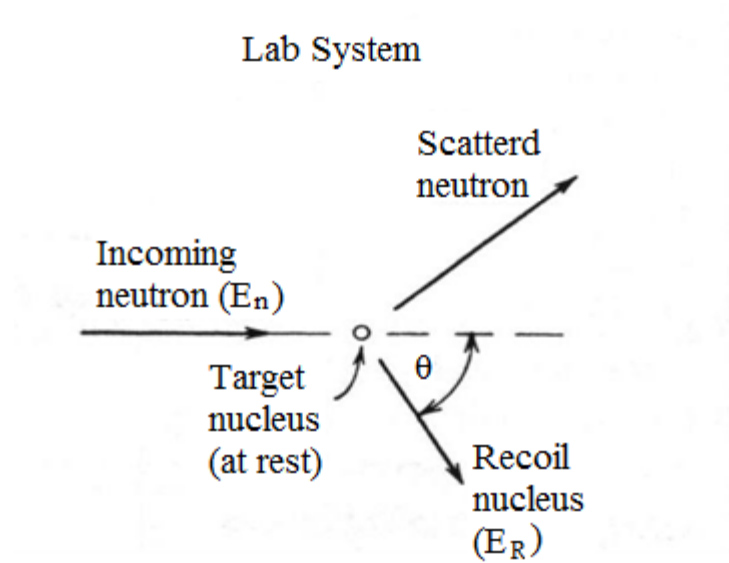 Lab System
Scatterd
neutron
Incoming
neutron (En)
Target
nucleus
(at rest)
θ
Recoil
nucleus
(ER)